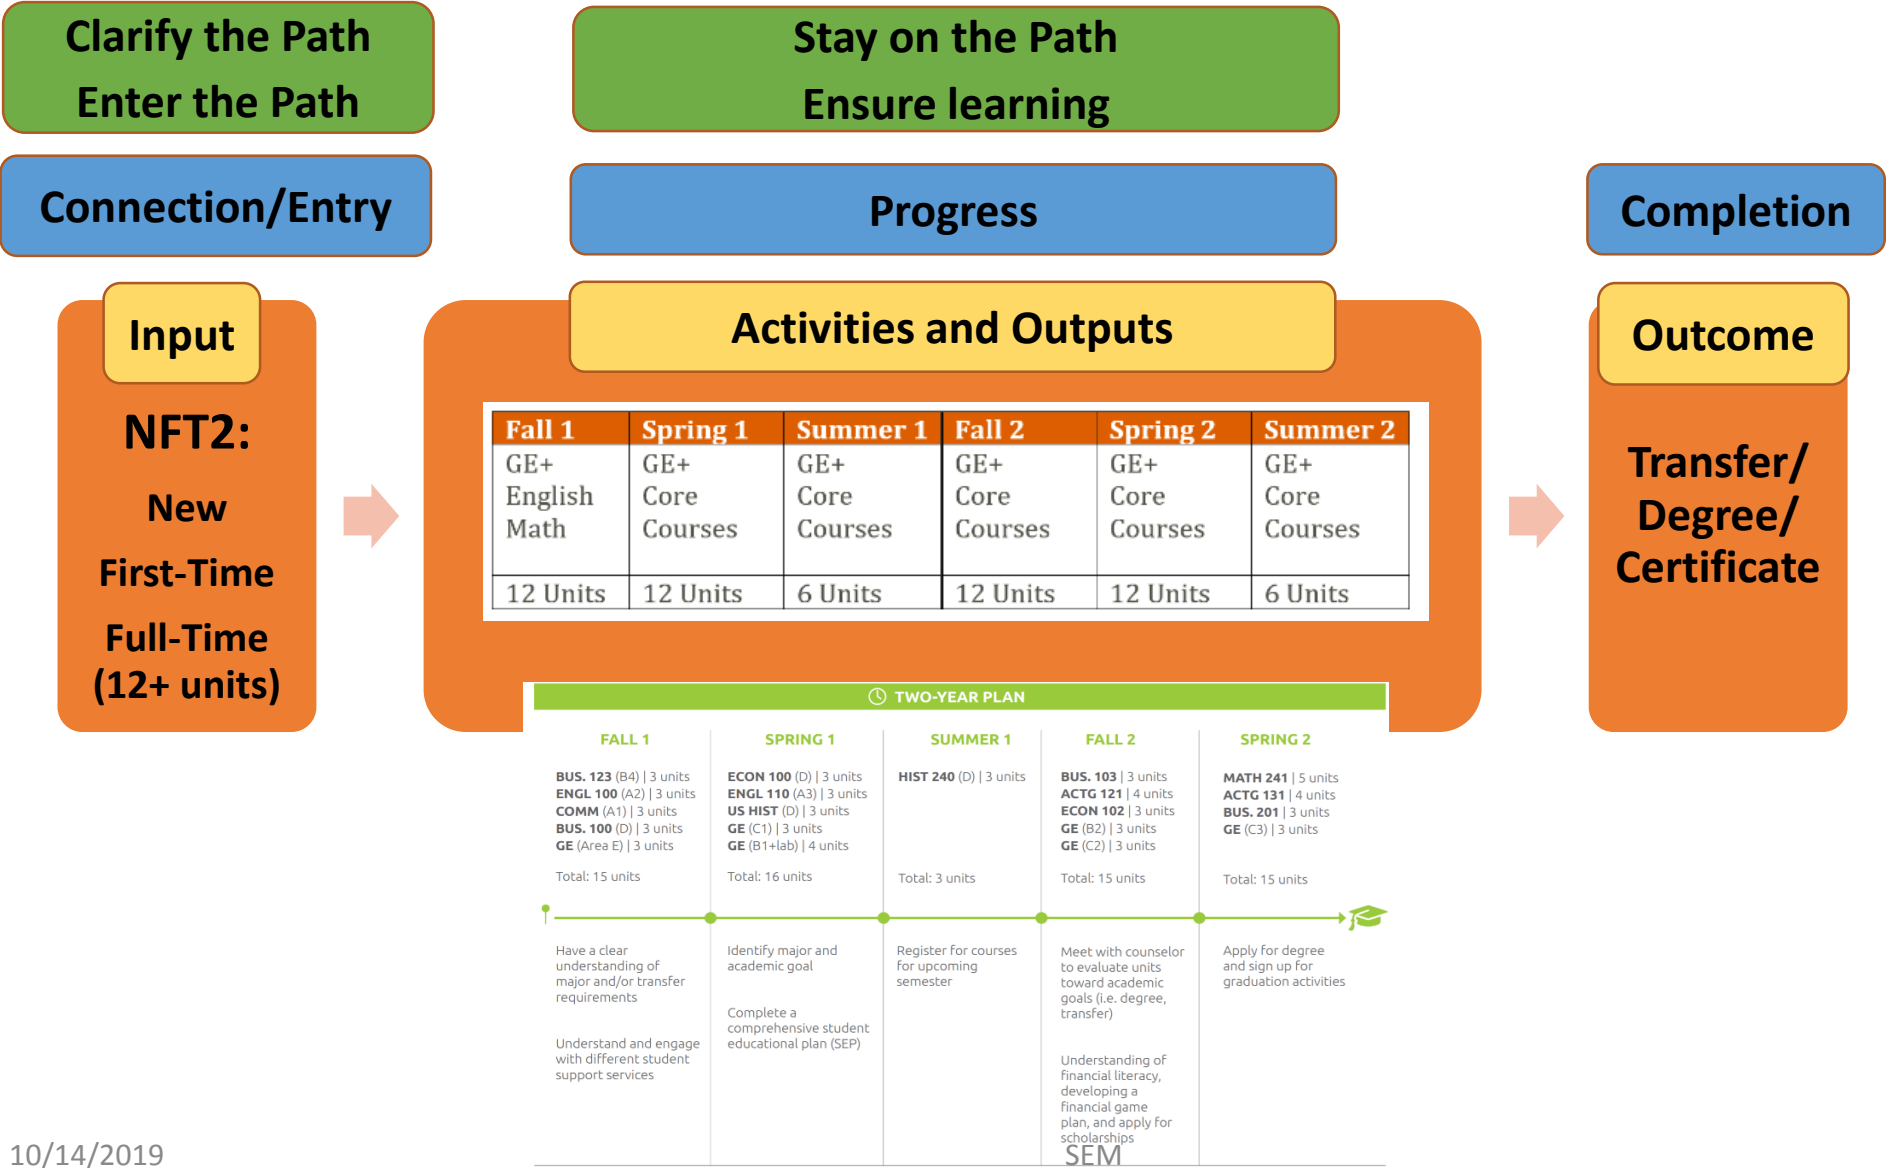 Clarify the Path
Enter the Path
Stay on the Path
Ensure learning
Connection/Entry
Progress
Completion
Input
Activities and Outputs
Outcome
NFT2:
New
First-Time
Full-Time
(12+ units)
Fall 1 Spring 1 Summer 1 Fall 2 Spring 2 Summer 2
GE+ GE+ GE+ GE+ GE+ GE+
English Core Core Core Core Core
Math Courses Courses Courses Courses Courses
12 Units 12 Units 6 Units 12 Units 12 Units 6 Units
Transfer/
Degree/
Certificate
TWO-YEAR PLAN
FALL 1
BUS. 123 (B4) | 3 units
ENGL 100 (A2) | 3 units
COMM (A1) | 3 units
BUS. 100 (D) | 3 units
GE (Area E) | 3 units
Total: 15 units
SPRING 1
ECON 100 (D) | 3 units
ENGL 110 (A3) | 3 units
US HIST (D) | 3 units
GE (C1) | 3 units
GE (B1+lab) | 4 units
Total: 16 units
SUMMER 1
HIST 240 (D) | 3 units
Total: 3 units
FALL 2
BUS. 103 | 3 units
ACTG 121 | 4 units
ECON 102 | 3 units
GE (B2) | 3 units
GE (C2) | 3 units
Total: 15 units
SPRING 2
MATH 241 | 5 units
ACTG 131 | 4 units
BUS. 201 | 3 units
GE (C3) | 3 units
Total: 15 units
Have a clear
understanding of
major and/or transfer
requirements
Understand and engage
with different student
support services
Identify major and
academic goal
Complete a
comprehensive student
educational plan (SEP)
Register for courses
for upcoming
semester
Meet with counselor
to evaluate units
toward academic
goals (i.e. degree,
transfer)
Understanding of
financial literacy,
developing a
financial game
plan, and apply for
scholarships
Apply for degree
and sign up for
graduation activities
10/14/2019
SEM